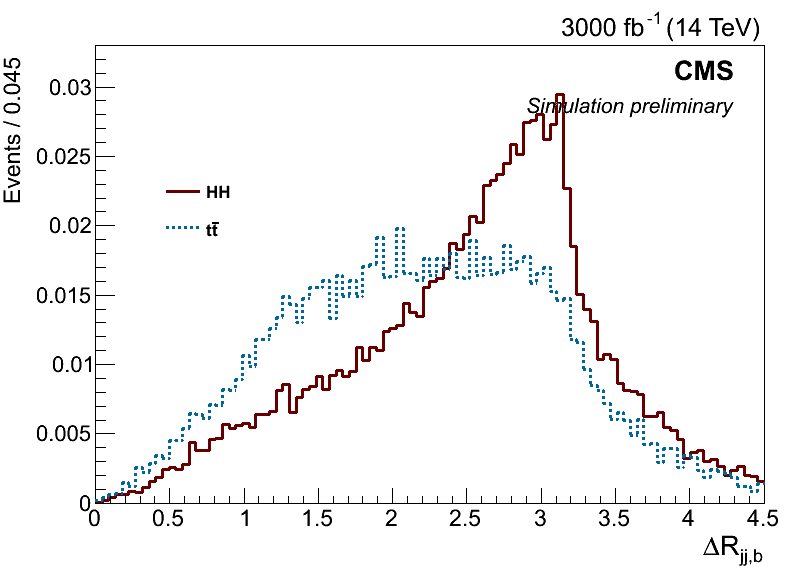 3000 fb⁻¹ (14 TeV)
CMS
Simulation preliminary
Events / 0.045
0.03
0.025
0.02
0.015
0.01
0.005
0
HH
tt̄
0 0.5 1 1.5 2 2.5 3 3.5 4 4.5
ΔR_jj,b